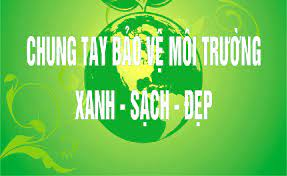 CHUNG TAY BẢO VỆ MÔI TRƯỜNG
XANH - SẠCH - ĐẸP